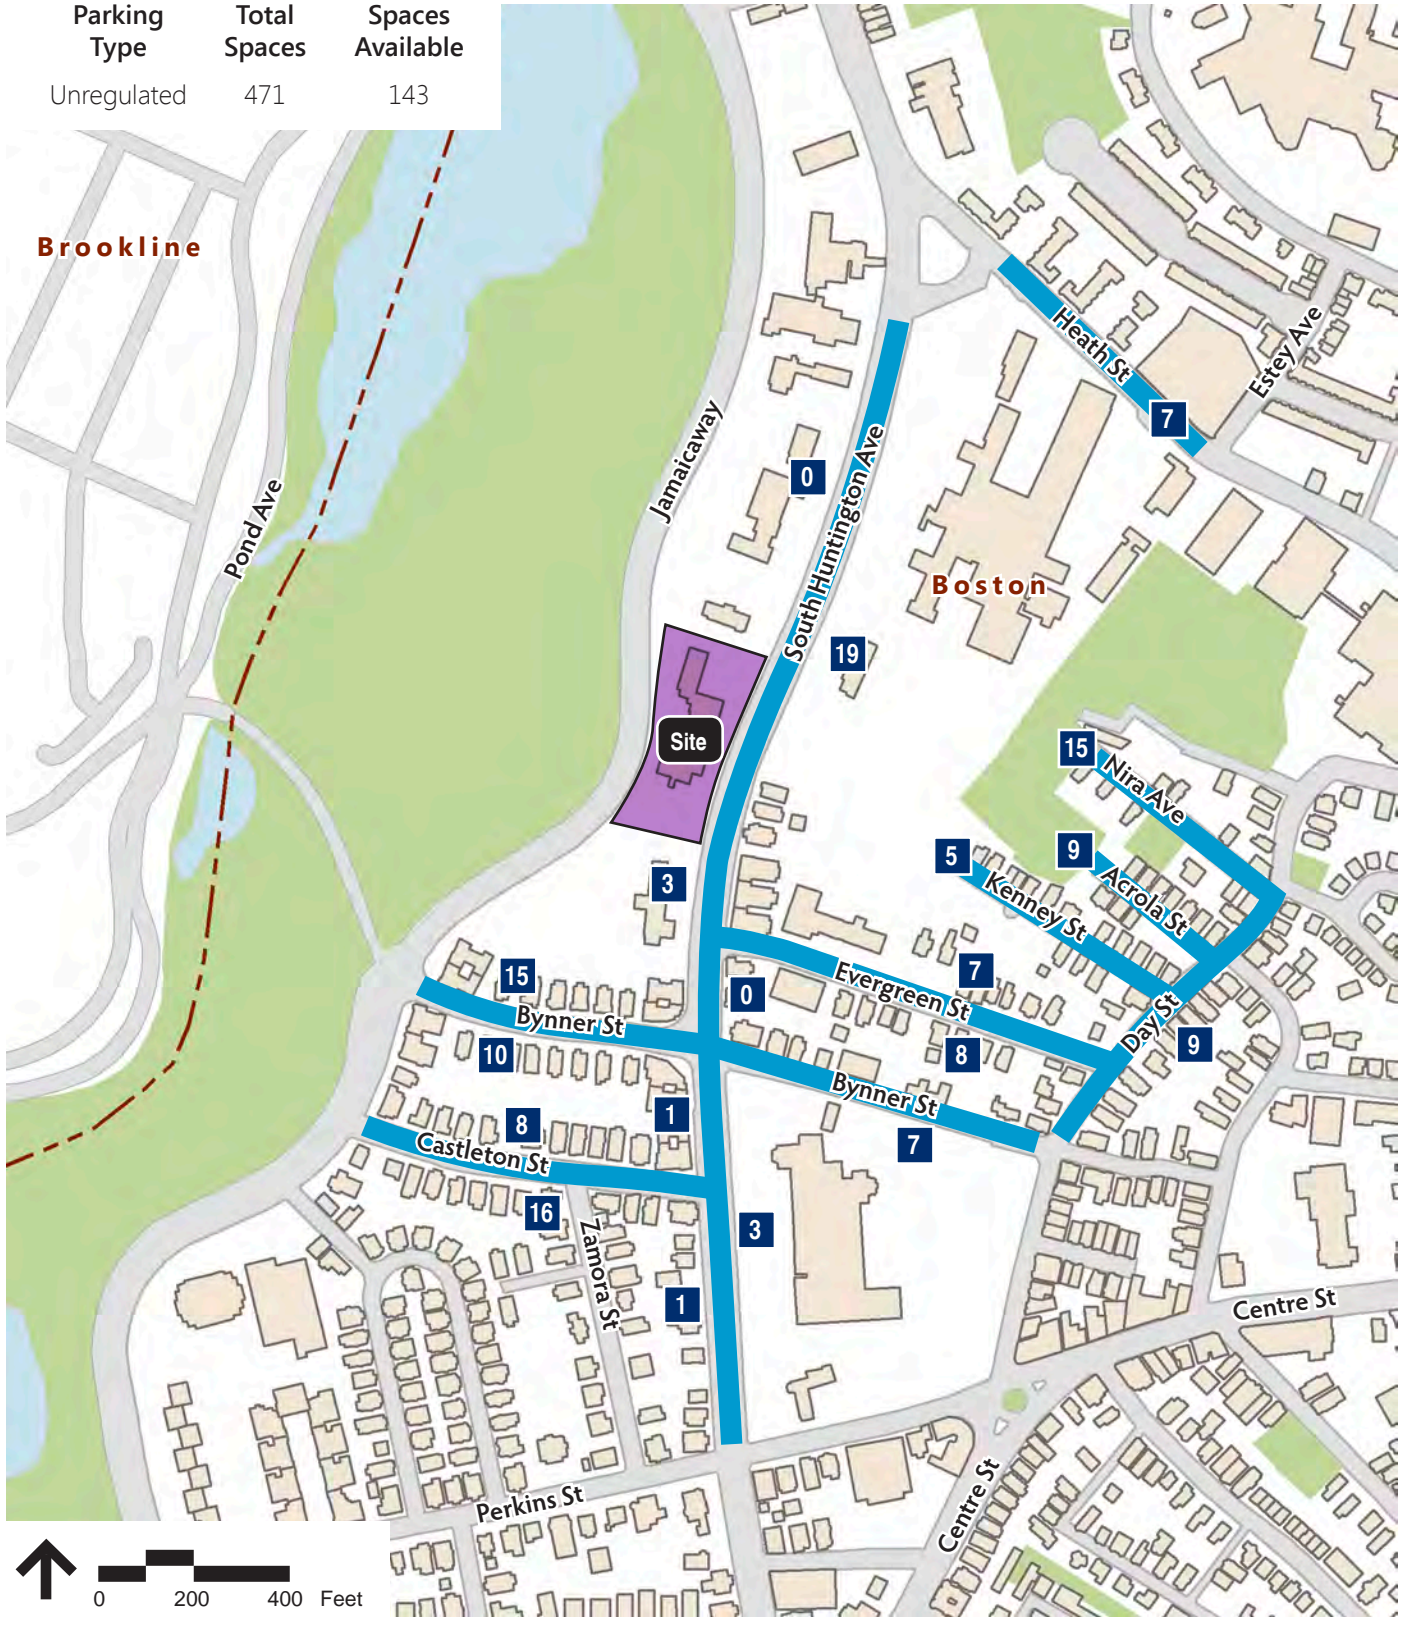 Parking Type
Total Spaces
Spaces Available
Unregulated 471 143
Brookline
Heath St
Estey Ave
7
Jamaicaway
0
South Huntington Ave
Pond Ave
Boston
19
Site
15
Nira Ave
5
9
Kenney St
Acrola St
3
15
7
0
Evergreen St
Bynner St
10
8
Day St
9
Bynner St
1
8
7
Castleton St
16
3
Zamora St
1
Centre St
Perkins St
Centre St
0 200 400 Feet